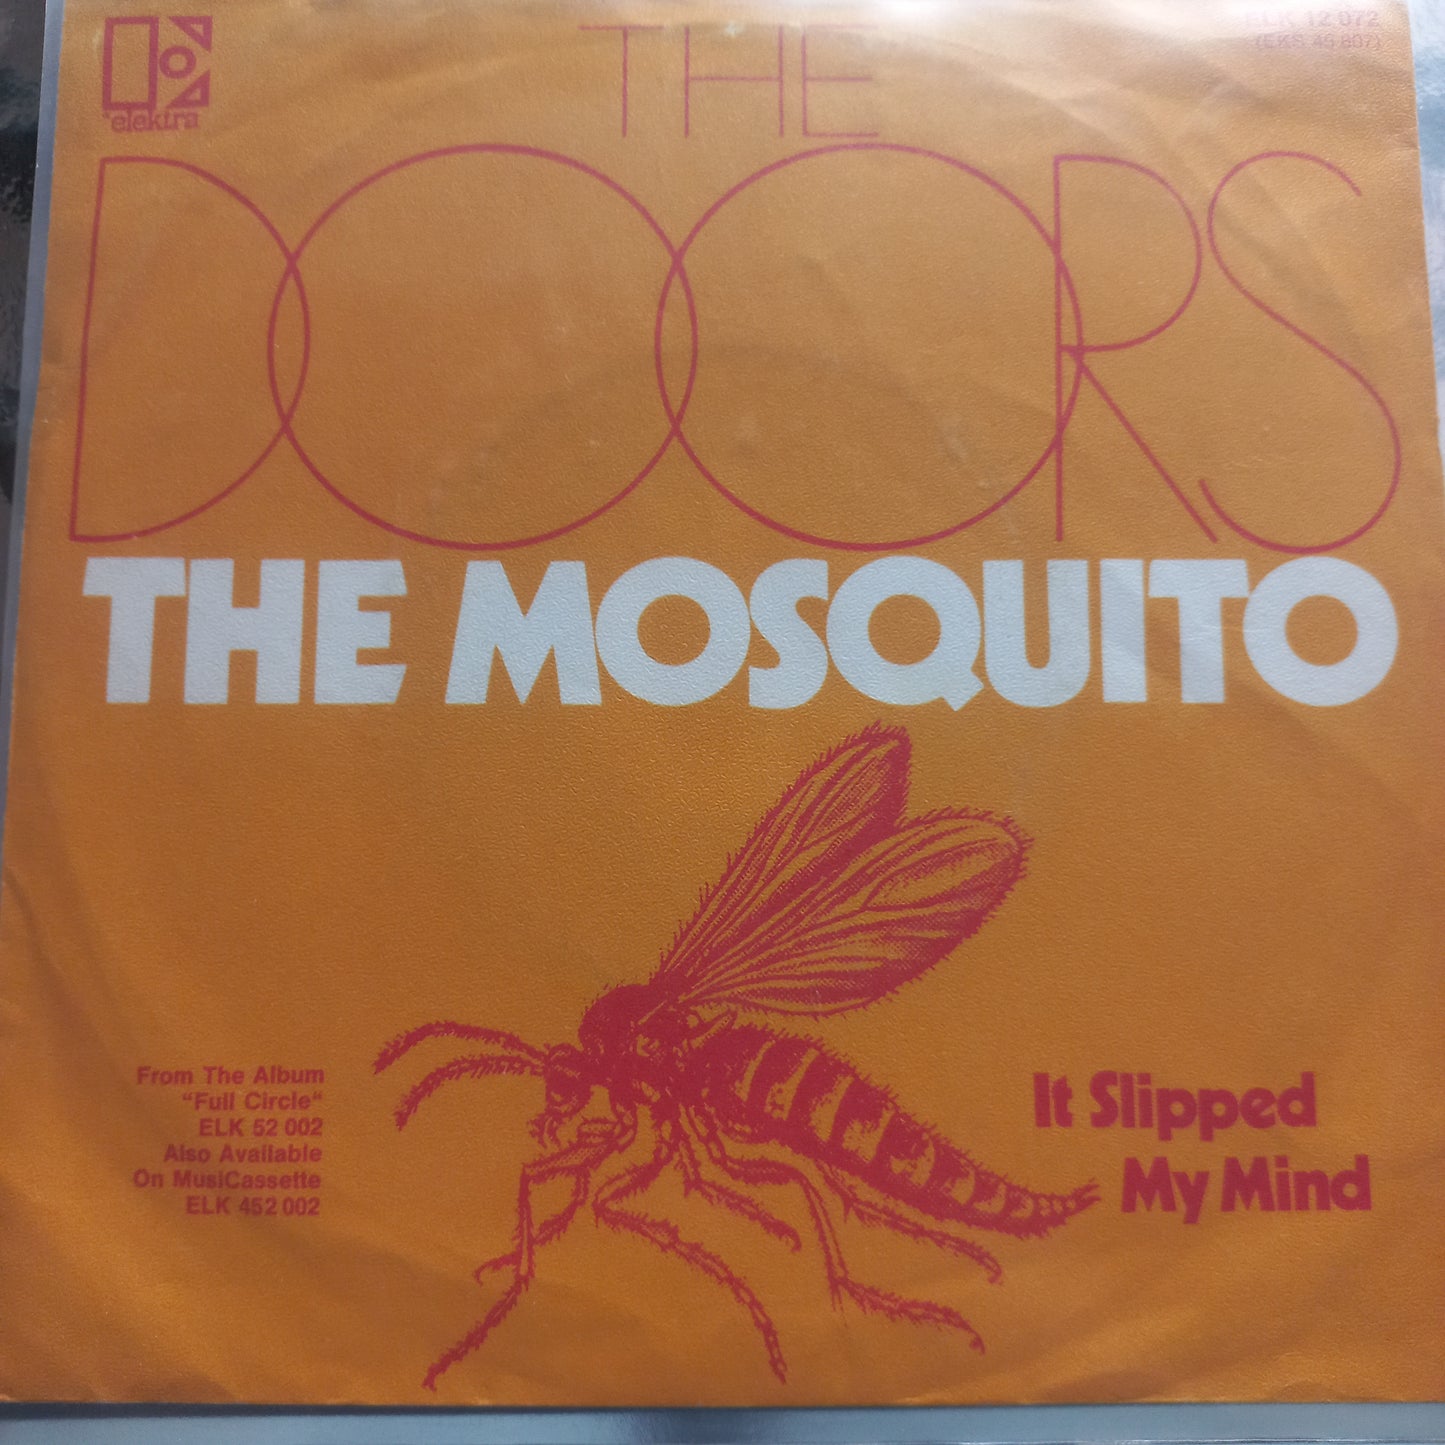 elektra
THE
ELK 12 072
(EKS 45 807)
DOORS
THE MOSQUITO
From The Album
"Full Circle"
ELK 52 002
Also Available
On MusiCassette
ELK 452 002
It Slipped
My Mind